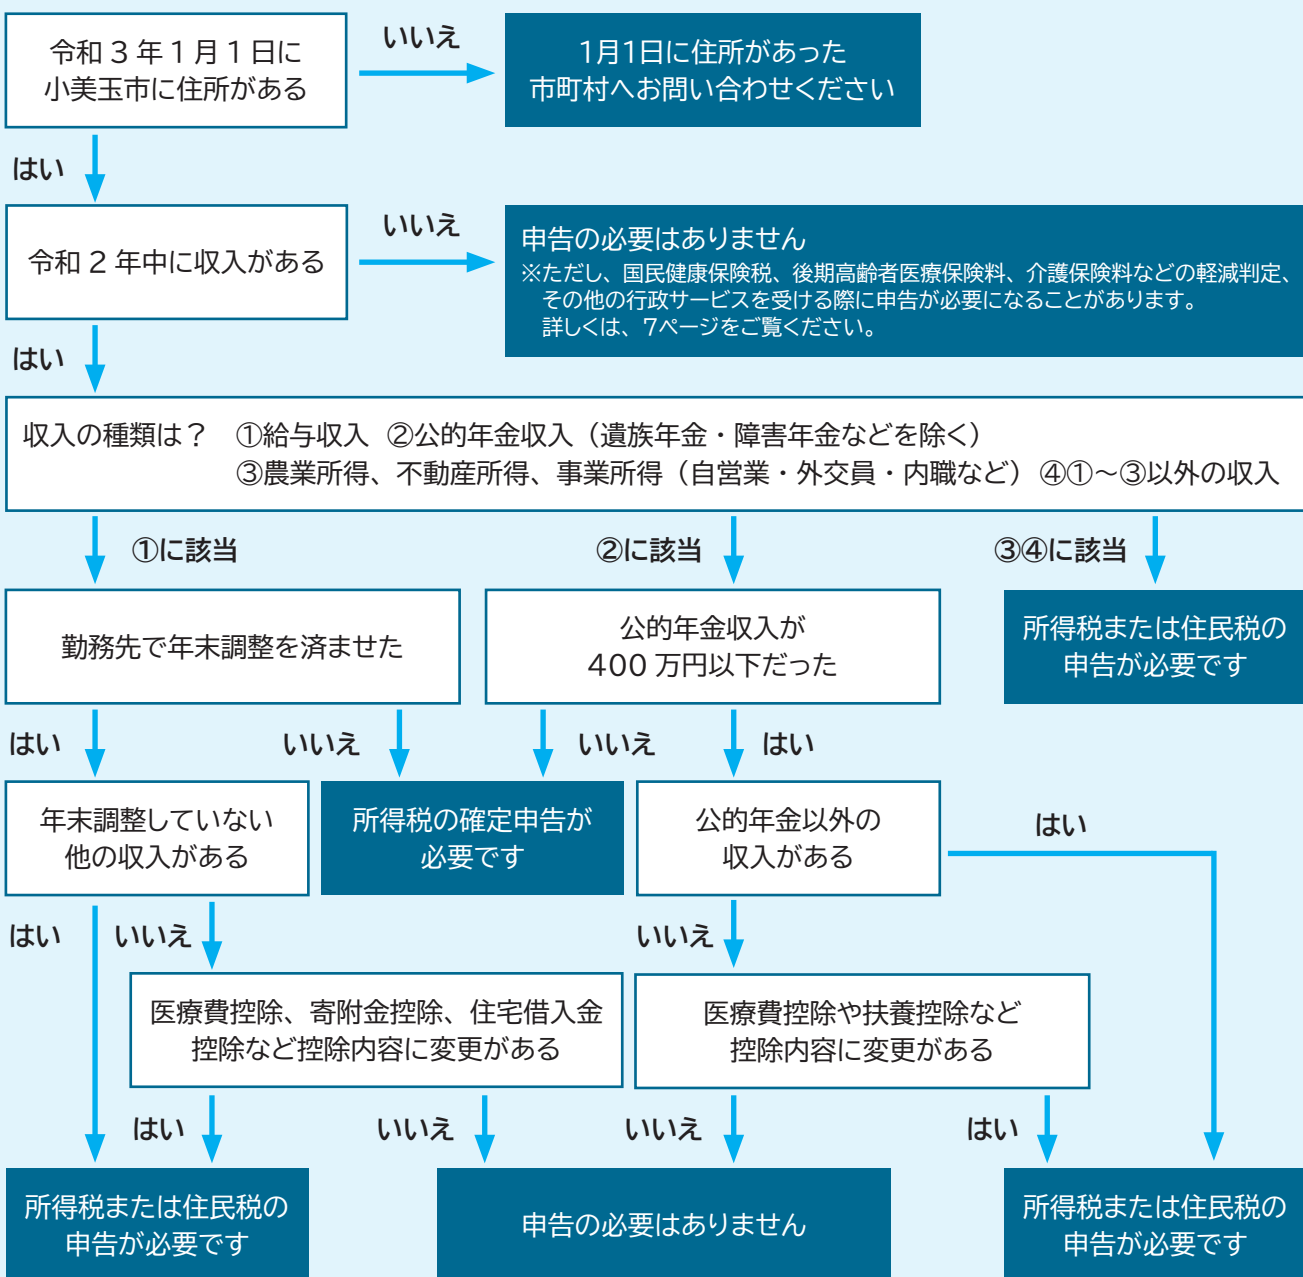 令和３年１月１日に
小美玉市に住所がある
いいえ
1月1日に住所があった
市町村へお問い合わせください
はい
令和２年中に収入がある
いいえ
申告の必要はありません
※ただし、国民健康保険税、後期高齢者医療保険料、介護保険料などの軽減判定、
その他の行政サービスを受ける際に申告が必要になることがあります。
詳しくは、7ページをご覧ください。
はい
収入の種類は？　①給与収入　②公的年金収入（遺族年金・障害年金などを除く）
③農業所得、不動産所得、事業所得（自営業・外交員・内職など）④①～③以外の収入
①に該当
②に該当
③④に該当
勤務先で年末調整を済ませた
公的年金収入が
400 万円以下だった
所得税または住民税の
申告が必要です
はい
いいえ
いいえ
はい
年末調整していない
他の収入がある
所得税の確定申告が
必要です
公的年金以外の
収入がある
はい
はい
いいえ
いいえ
医療費控除、寄附金控除、住宅借入金
控除など控除内容に変更がある
医療費控除や扶養控除など
控除内容に変更がある
はい
いいえ
いいえ
はい
所得税または住民税の
申告が必要です
申告の必要はありません
所得税または住民税の
申告が必要です